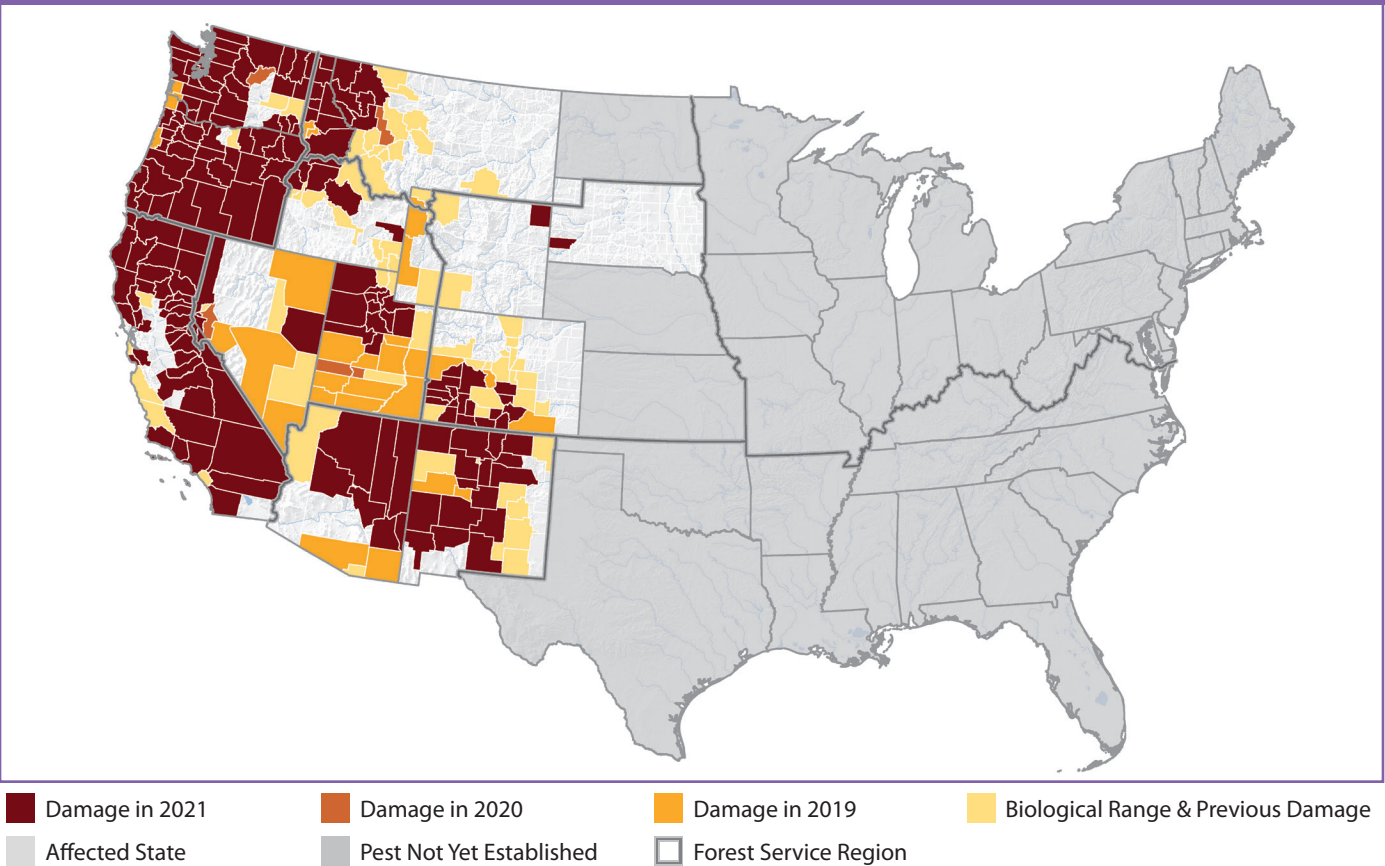 Damage in 2021 Damage in 2020 Damage in 2019 Biological Range & Previous Damage
Affected State Pest Not Yet Established Forest Service Region